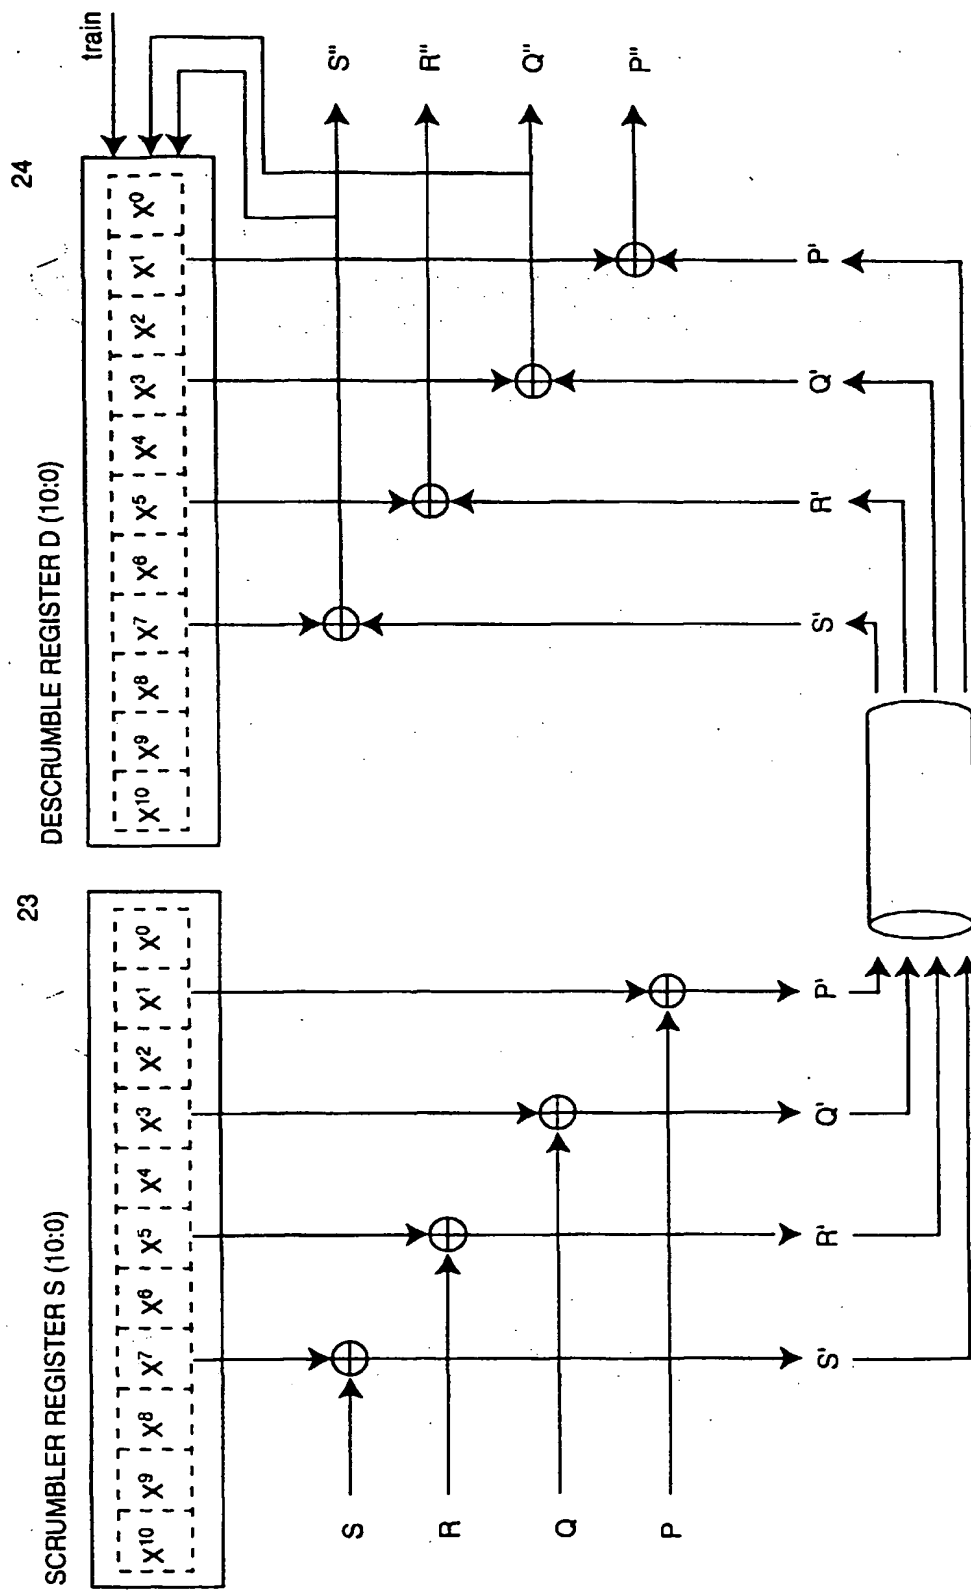 SCRUMBLER REGISTER S (10:0)
23
X¹⁰ X⁹ X⁸ X⁷ X⁶ X⁵ X⁴ X³ X² X¹ X⁰
S
R
Q
P
S' R' Q' P'
DESCRUMBLE REGISTER D (10:0)
24
X¹⁰ X⁹ X⁸ X⁷ X⁶ X⁵ X⁴ X³ X² X¹ X⁰
train
S"
R"
Q"
P"
S' R' Q' P'